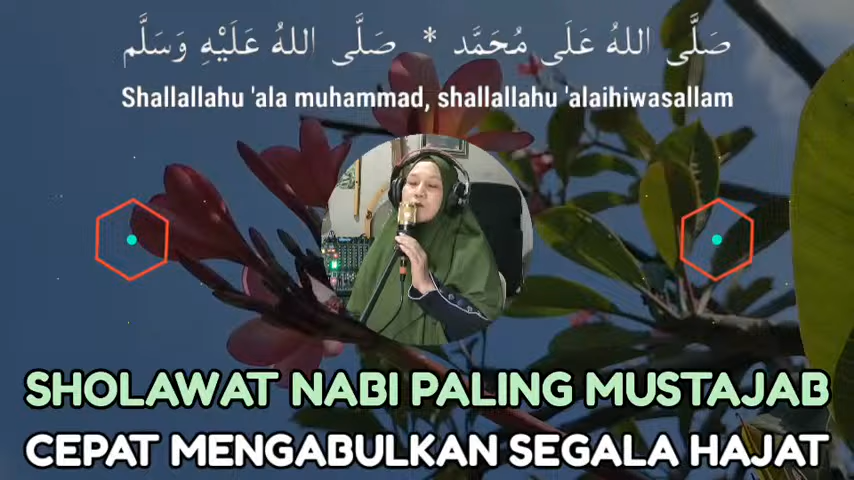 صَلَّى اللهُ عَلَى مُحَمَّد * صَلَّى اللهُ عَلَيْهِ وَسَلَّم
Shallallahu 'ala muhammad, shallallahu 'alaihiwasallam
SHOLAWAT NABI PALING MUSTAJAB
CEPAT MENGABULKAN SEGALA HAJAT